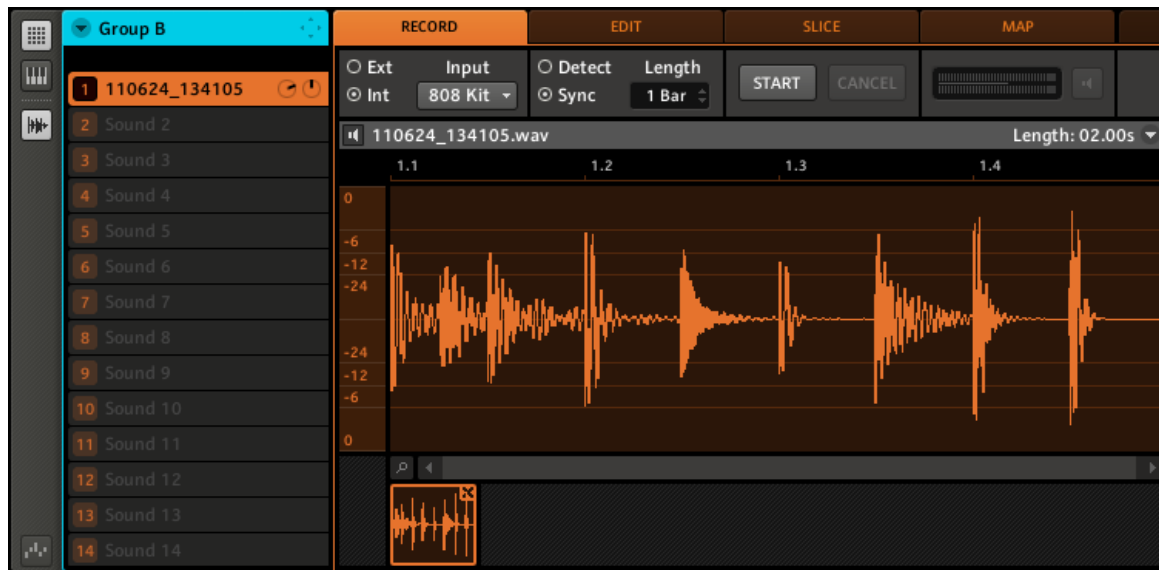 Group B
RECORD EDIT SLICE MAP
Ext Input Detect Length
Int 808 Kit Sync 1 Bar START CANCEL
110624_134105.wav Length: 02.00s
1.1 1.2 1.3 1.4
0
-6
-12
-24
-24
-12
-6
0
1 110624_134105
2 Sound 2
3 Sound 3
4 Sound 4
5 Sound 5
6 Sound 6
7 Sound 7
8 Sound 8
9 Sound 9
10 Sound 10
11 Sound 11
12 Sound 12
13 Sound 13
14 Sound 14